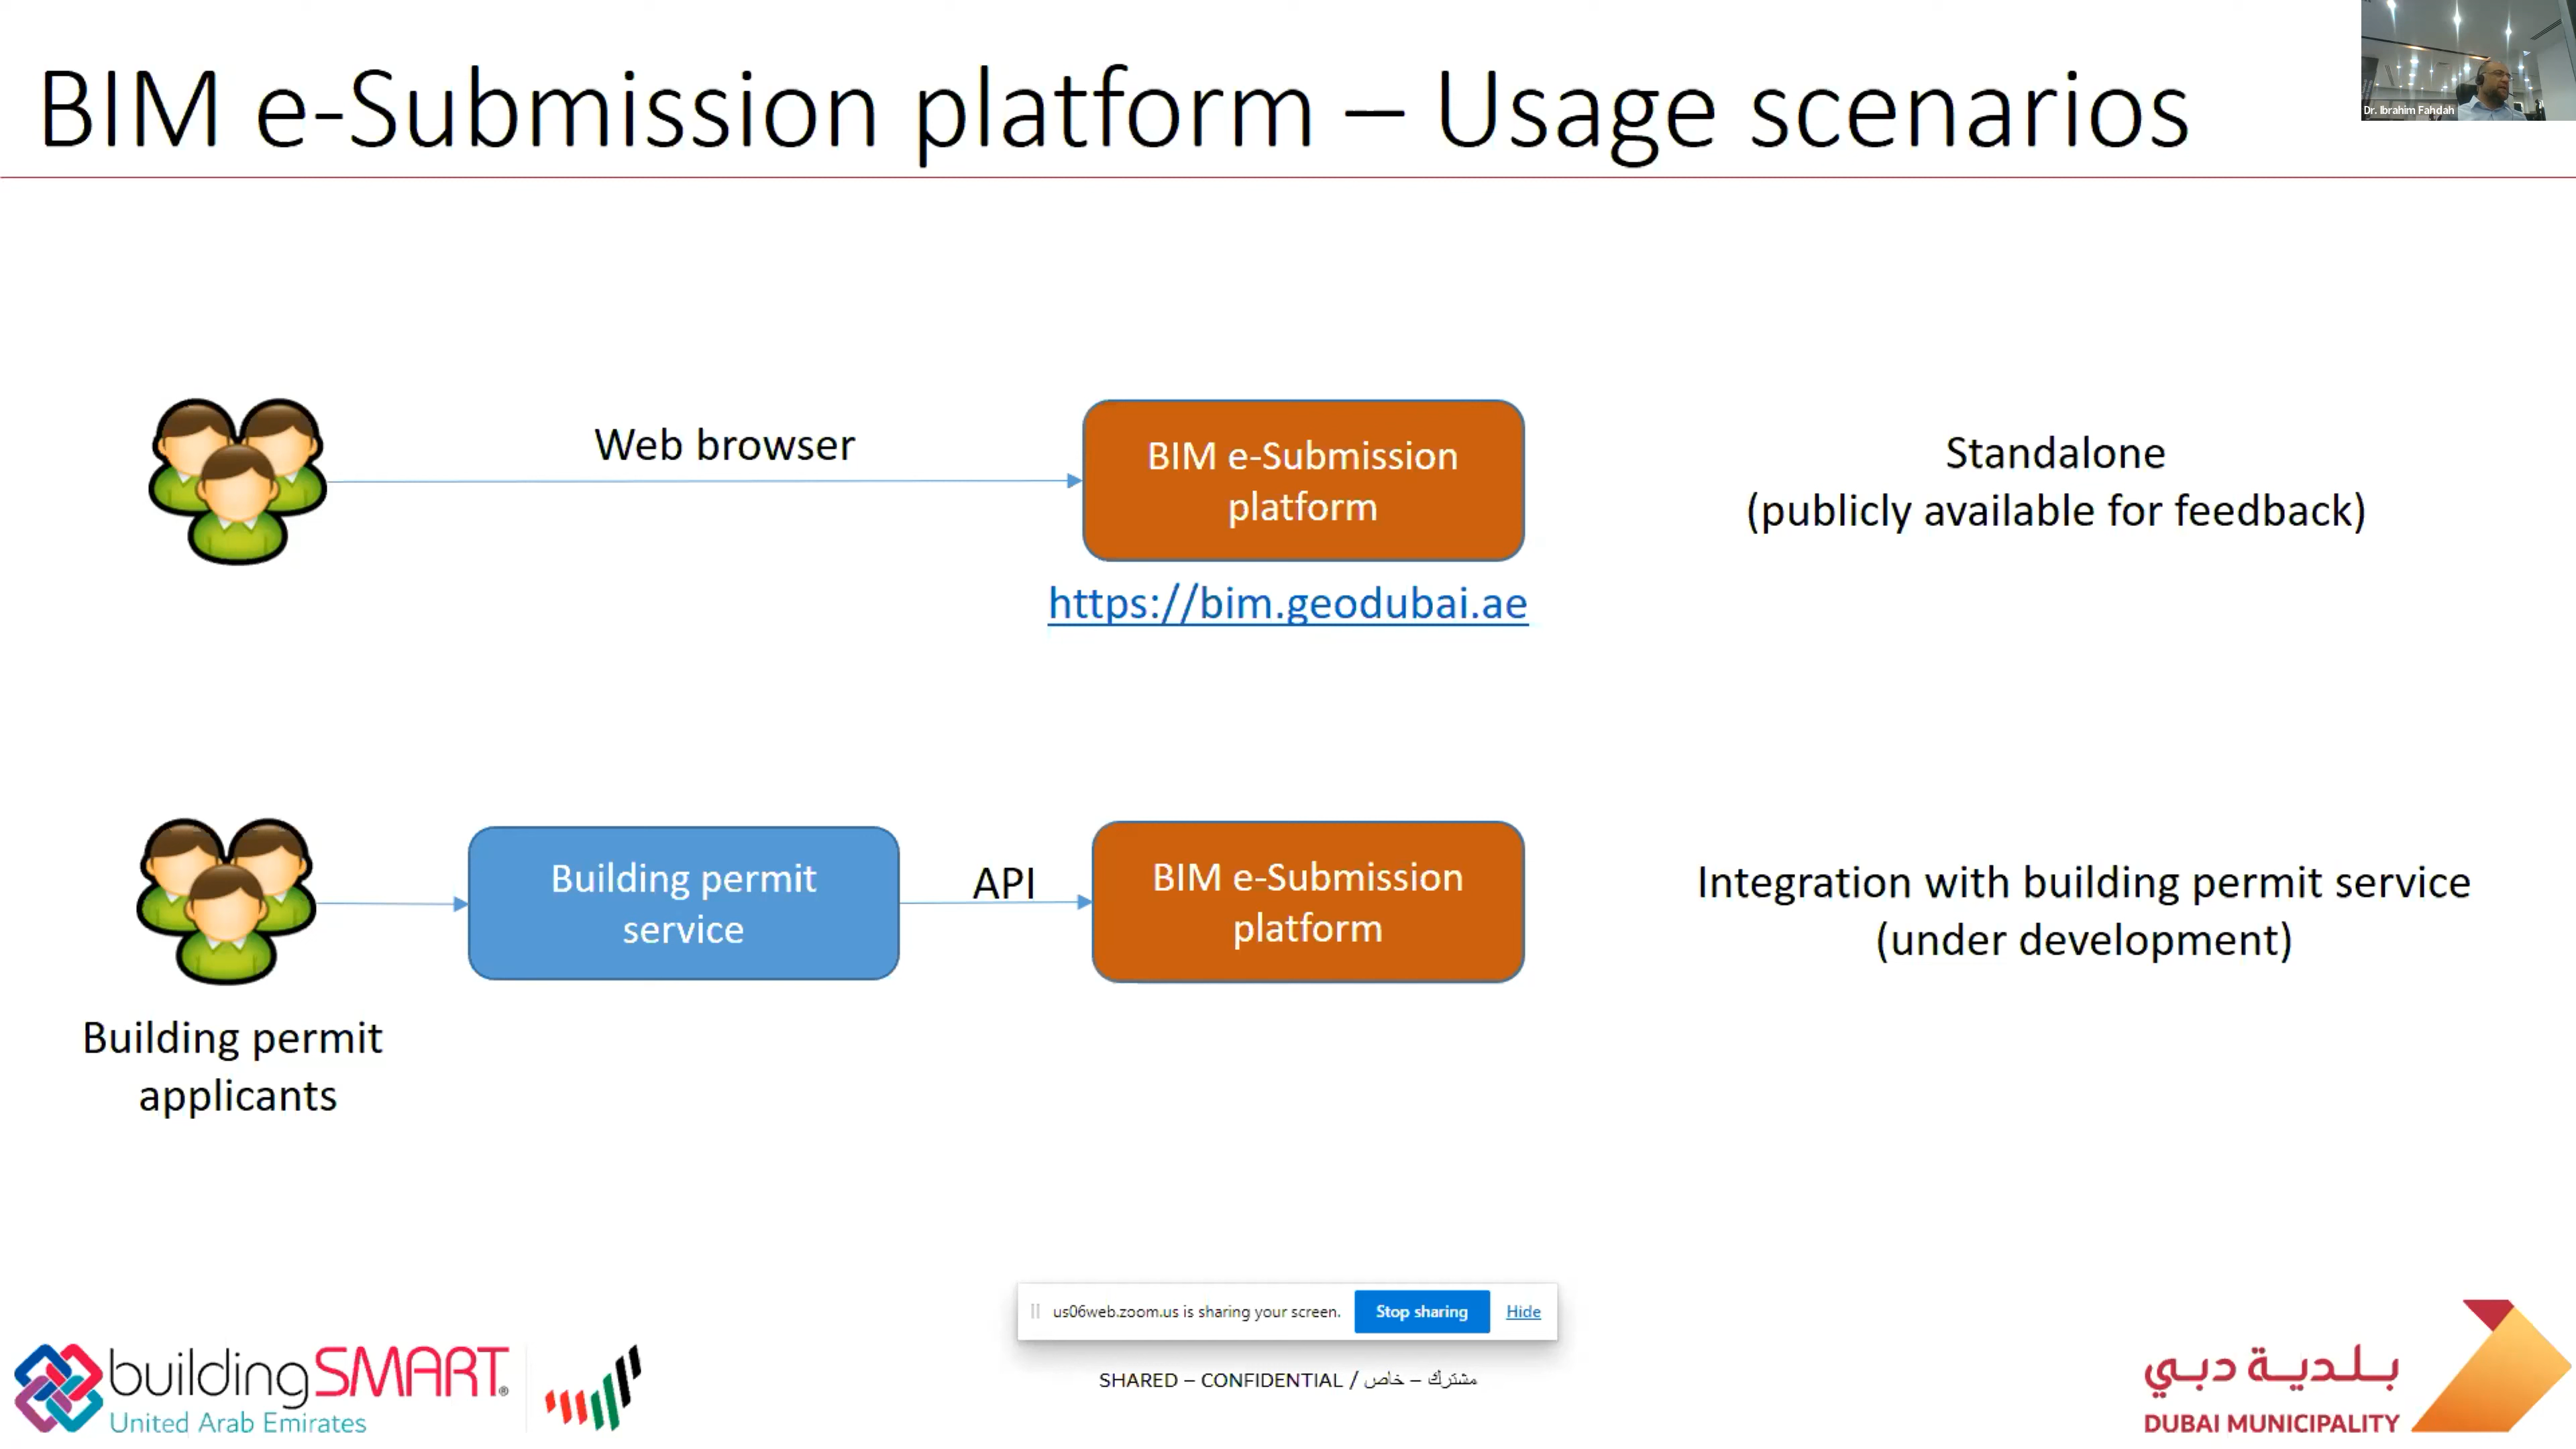 BIM e-Submission platform – Usage scenarios
Dr. Ibrahim Fahdah
Web browser
BIM e-Submission
platform
https://bim.geodubai.ae
Standalone
(publicly available for feedback)
Building permit
service
API
BIM e-Submission
platform
Integration with building permit service
(under development)
Building permit
applicants
us06web.zoom.us is sharing your screen. Stop sharing Hide
SHARED – CONFIDENTIAL / مشترك – خاص
buildingSMART®
United Arab Emirates
بلدية دبي
DUBAI MUNICIPALITY